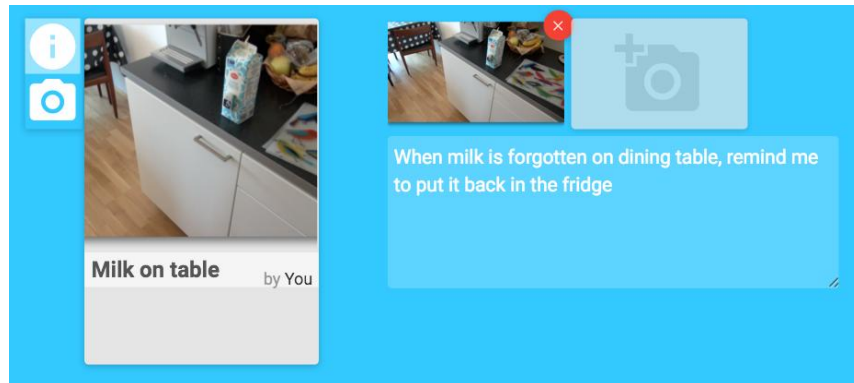 Milk on table
by You
When milk is forgotten on dining table, remind me
to put it back in the fridge